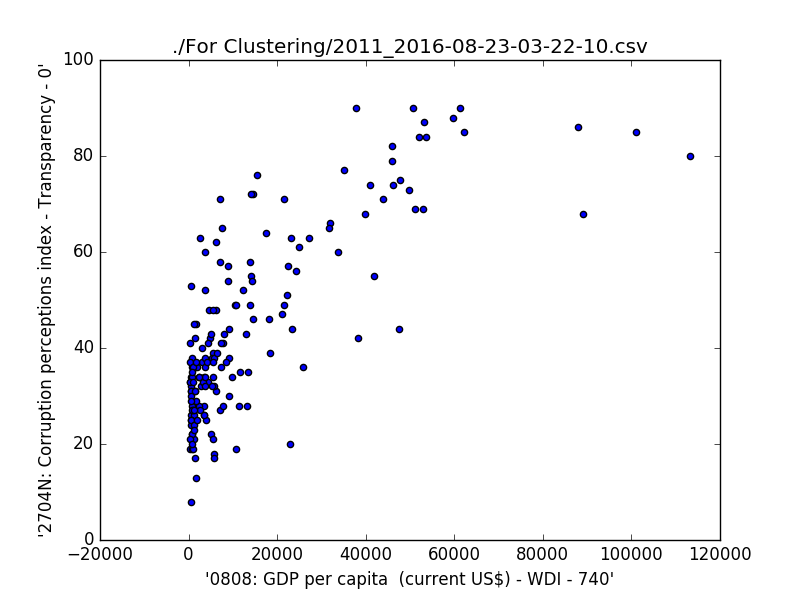 ./For Clustering/2011_2016-08-23-03-22-10.csv
'2704N: Corruption perceptions index - Transparency - 0'
100
80
60
40
20
0
−20000 0 20000 40000 60000 80000 100000 120000
'0808: GDP per capita  (current US$) - WDI - 740'